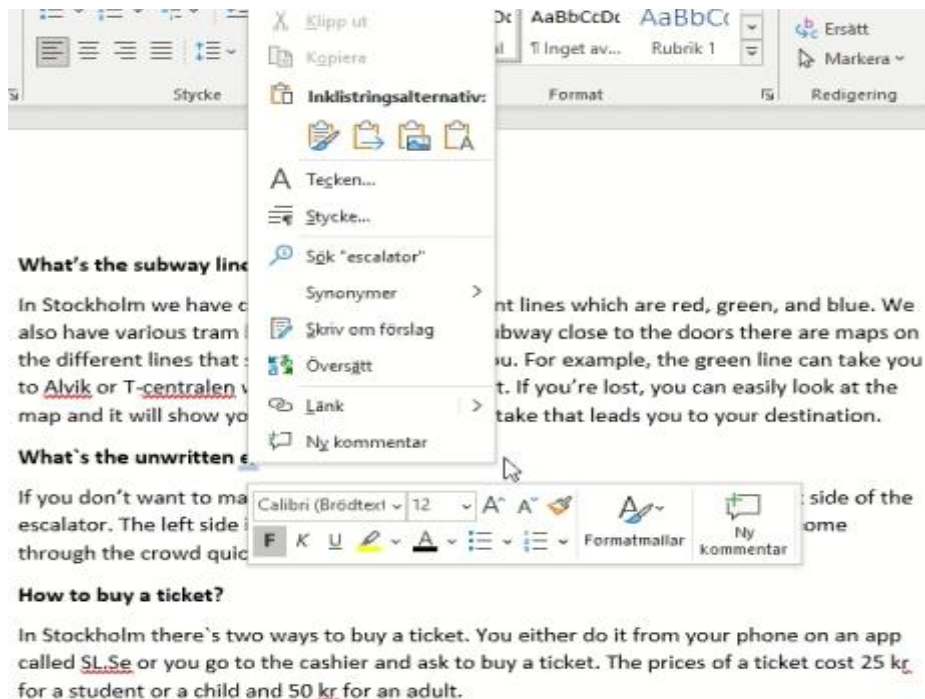 AaBbCcDc AaBbC
Inget av... Rubrik 1
Ersätt
Markera
Stycke
Format
Redigering
Klipp ut
Kopiera
Inklistringsalternativ:
Tecken...
Stycke...
Sök "escalator"
Synonymer
Skriv om förslag
Översätt
Länk
Ny kommentar
What's the subway line
In Stockholm we have nt lines which are red, green, and blue. We
also have various tram bway close to the doors there are maps on
the different lines that u. For example, the green line can take you
to Alvik or T-centralen t. If you're lost, you can easily look at the
map and it will show yo take that leads you to your destination.
What`s the unwritten e
If you don't want to ma side of the
escalator. The left side ome
through the crowd quic
Calibri (Brödtext 12 A A
F K U A Formatmallar
Ny
kommentar
How to buy a ticket?
In Stockholm there`s two ways to buy a ticket. You either do it from your phone on an app
called SL.Se or you go to the cashier and ask to buy a ticket. The prices of a ticket cost 25 kr
for a student or a child and 50 kr for an adult.